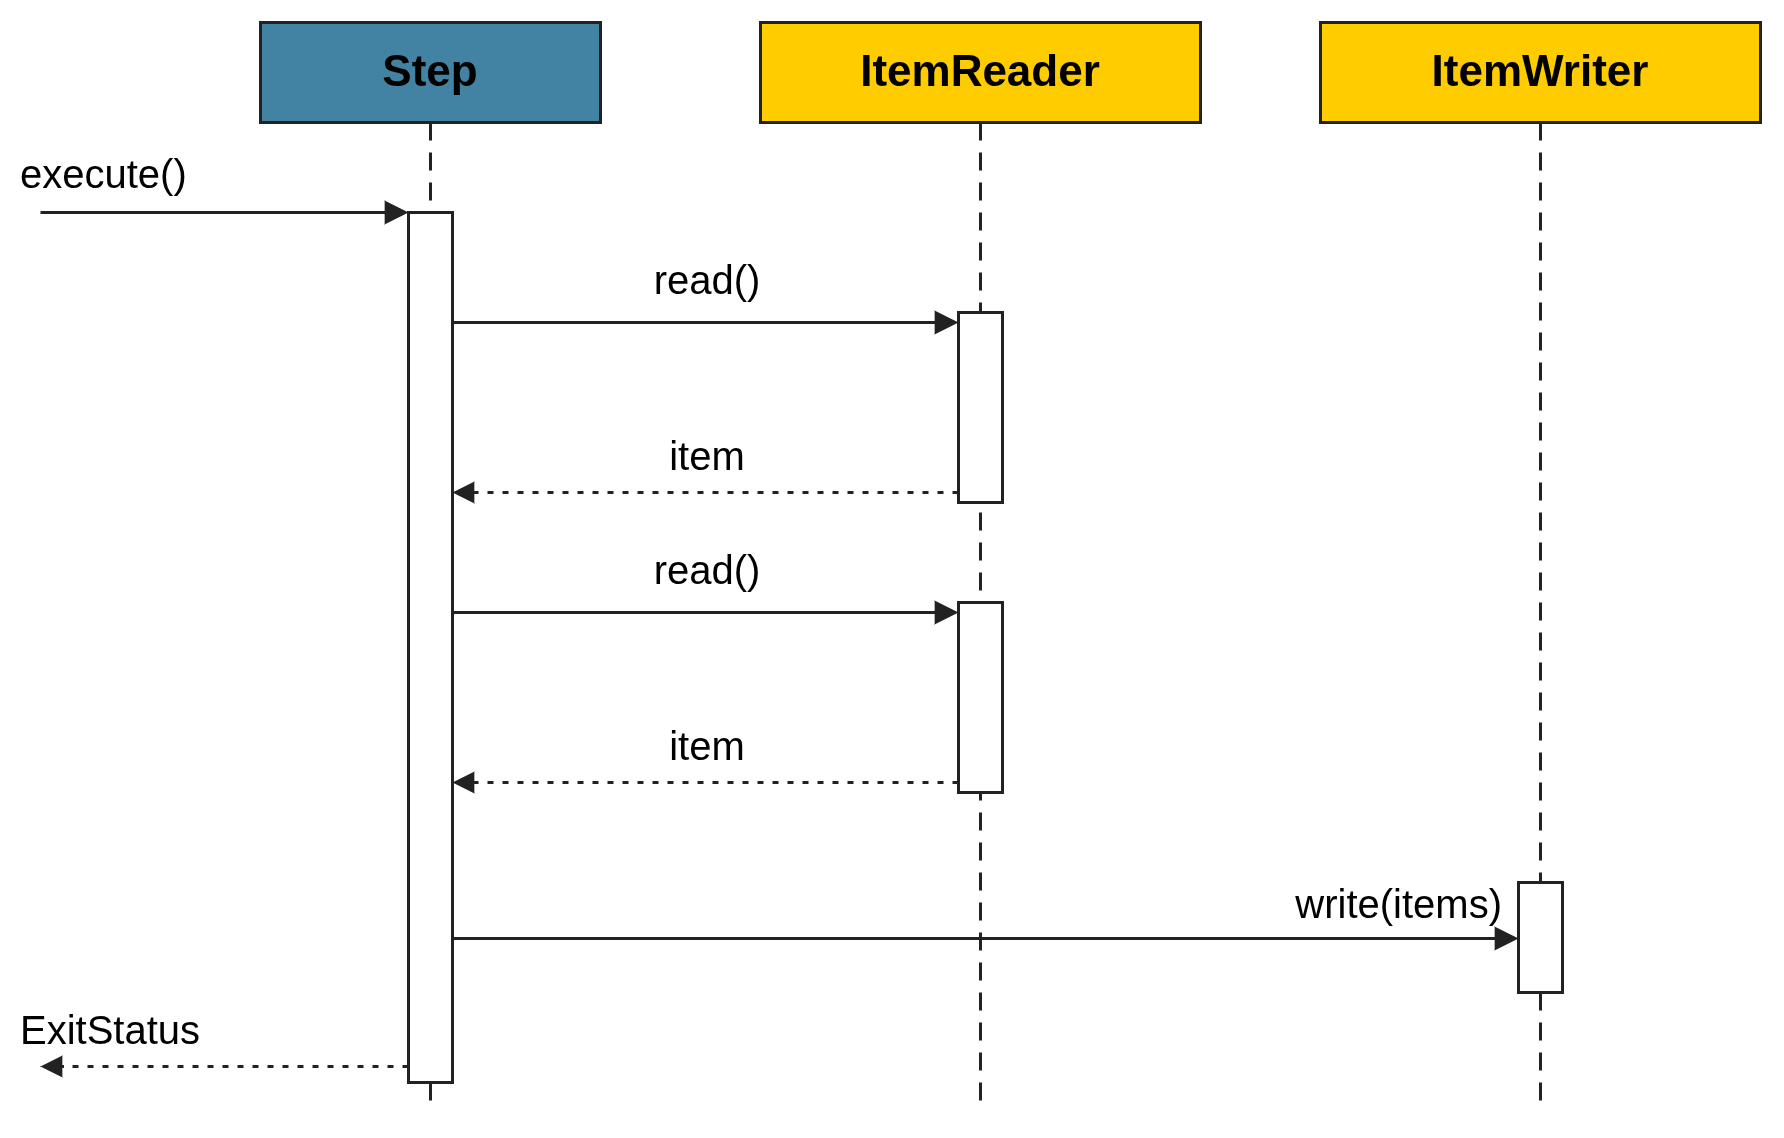 Step
ItemReader
ItemWriter
execute()
read()
item
read()
item
write(items)
ExitStatus